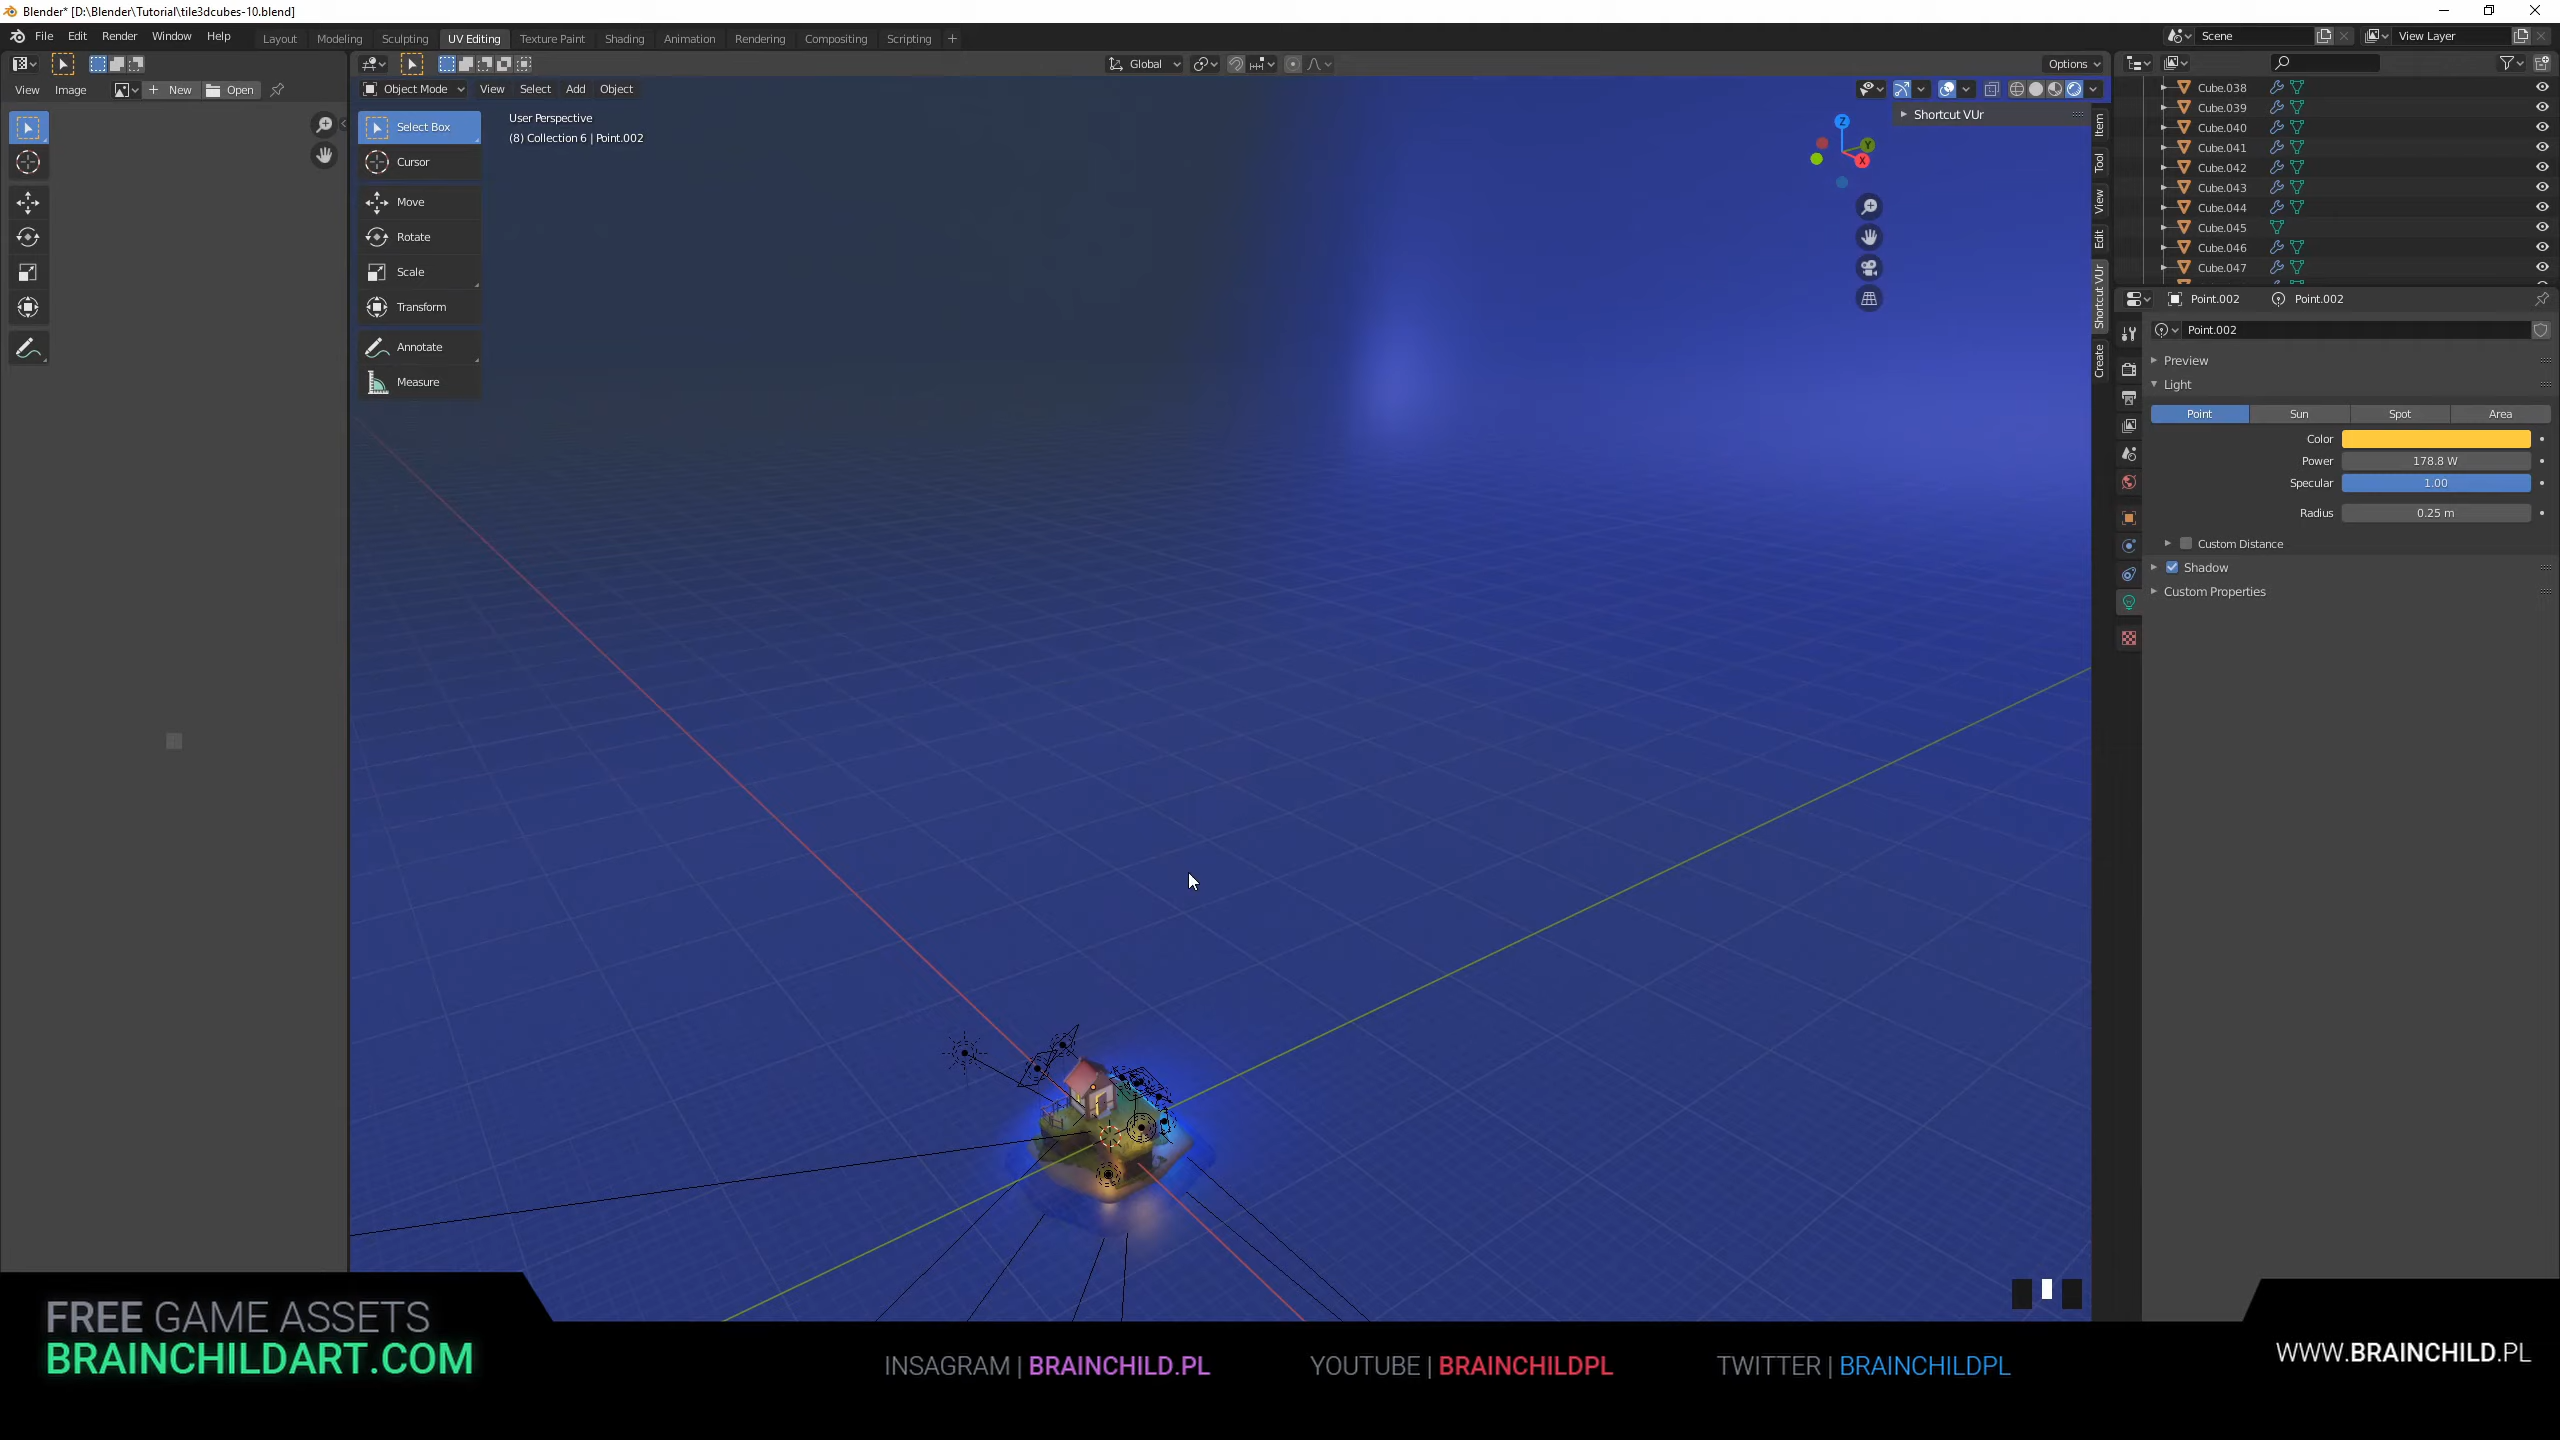 Blender* [D:\Blender\Tutorial\tile3dcubes-10.blend]
File Edit Render Window Help
Layout Modeling Sculpting UV Editing Texture Paint Shading Animation Rendering Compositing Scripting
Scene
View Layer
Global
Options
View Image New Open
Object Mode View Select Add Object
Select Box
Cursor
Move
Rotate
Scale
Transform
Annotate
Measure
User Perspective
(8) Collection 6 | Point.002
Shortcut VUr
Z
Y
X
Item
Tool
View
Edit
Shortcut VUr
Create
Cube.038
Cube.039
Cube.040
Cube.041
Cube.042
Cube.043
Cube.044
Cube.045
Cube.046
Cube.047
Point.002 Point.002
Point.002
Preview
Light
Point Sun Spot Area
Color
Power 178.8 W
Specular 1.00
Radius 0.25 m
Custom Distance
Shadow
Custom Properties
FREE GAME ASSETS
BRAINCHILDART.COM
INSAGRAM | BRAINCHILD.PL
YOUTUBE | BRAINCHILDPL
TWITTER | BRAINCHILDPL
WWW.BRAINCHILD.PL